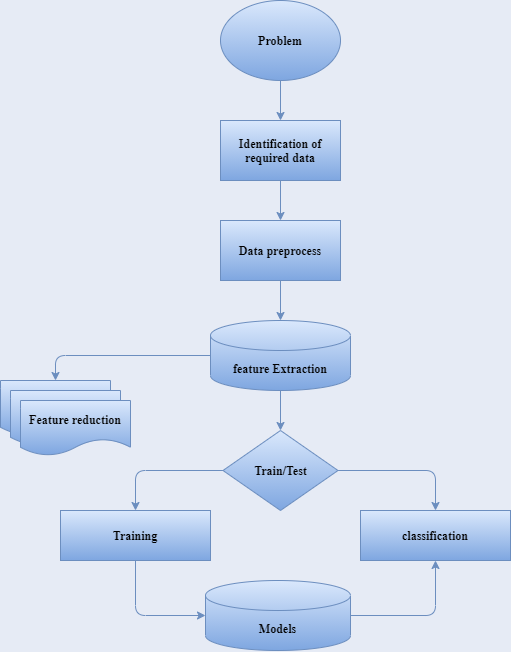 Problem
Identification of
required data
Data preprocess
feature Extraction
Feature reduction
Train/Test
Training
classification
Models